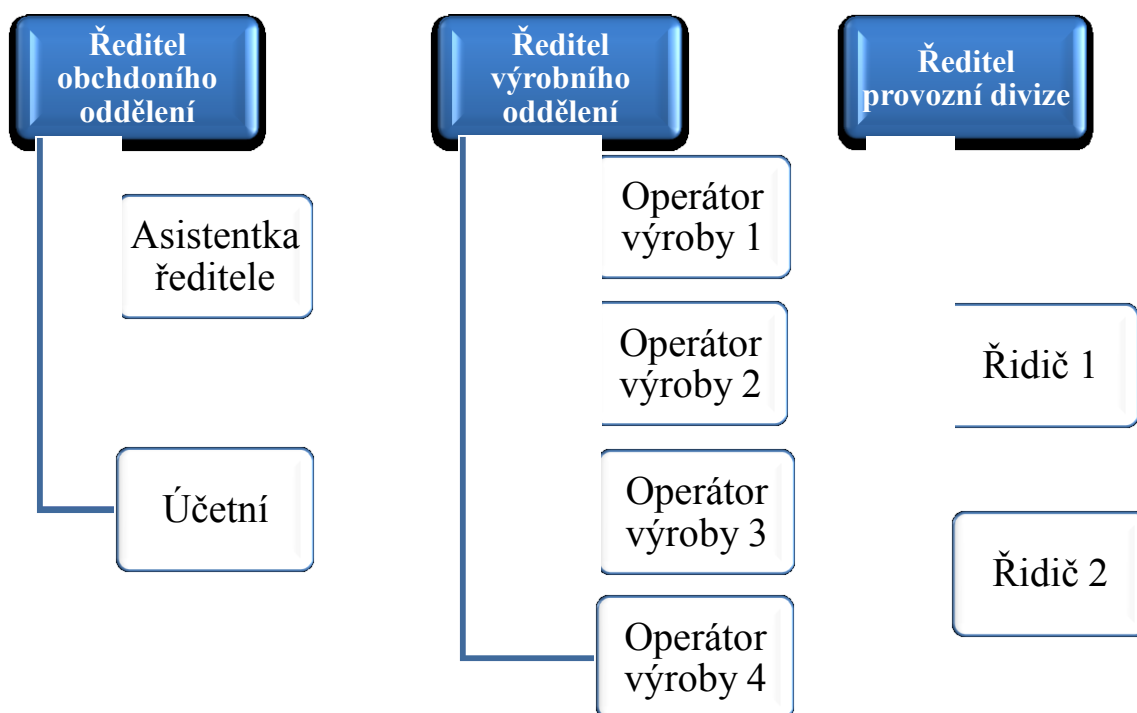 Ředitel
obchdoního
oddělení
Asistentka
ředitele
Účetní
Ředitel
výrobního
oddělení
Operátor
výroby 1
Operátor
výroby 2
Operátor
výroby 3
Operátor
výroby 4
Ředitel
provozní divize
Řidič 1
Řidič 2